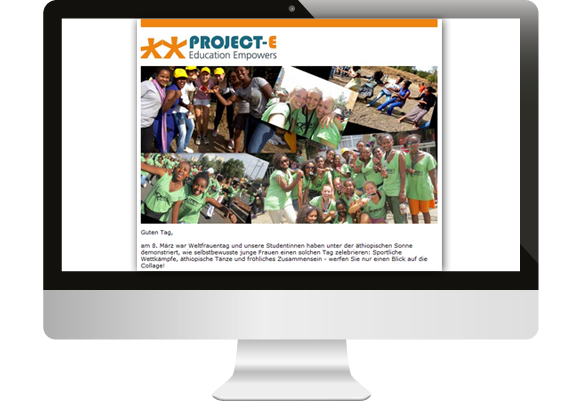 PROJECT-E
Education Empowers
Guten Tag,
am 8. März war Weltfrauentag und unsere Studentinnen haben unter der äthiopischen Sonne
demonstriert, wie selbstbewusste junge Frauen einen solchen Tag zelebrieren: Sportliche
Wettkämpfe, äthiopische Tänze und fröhliches Zusammensein - werfen Sie nur einen Blick auf die
Collage!